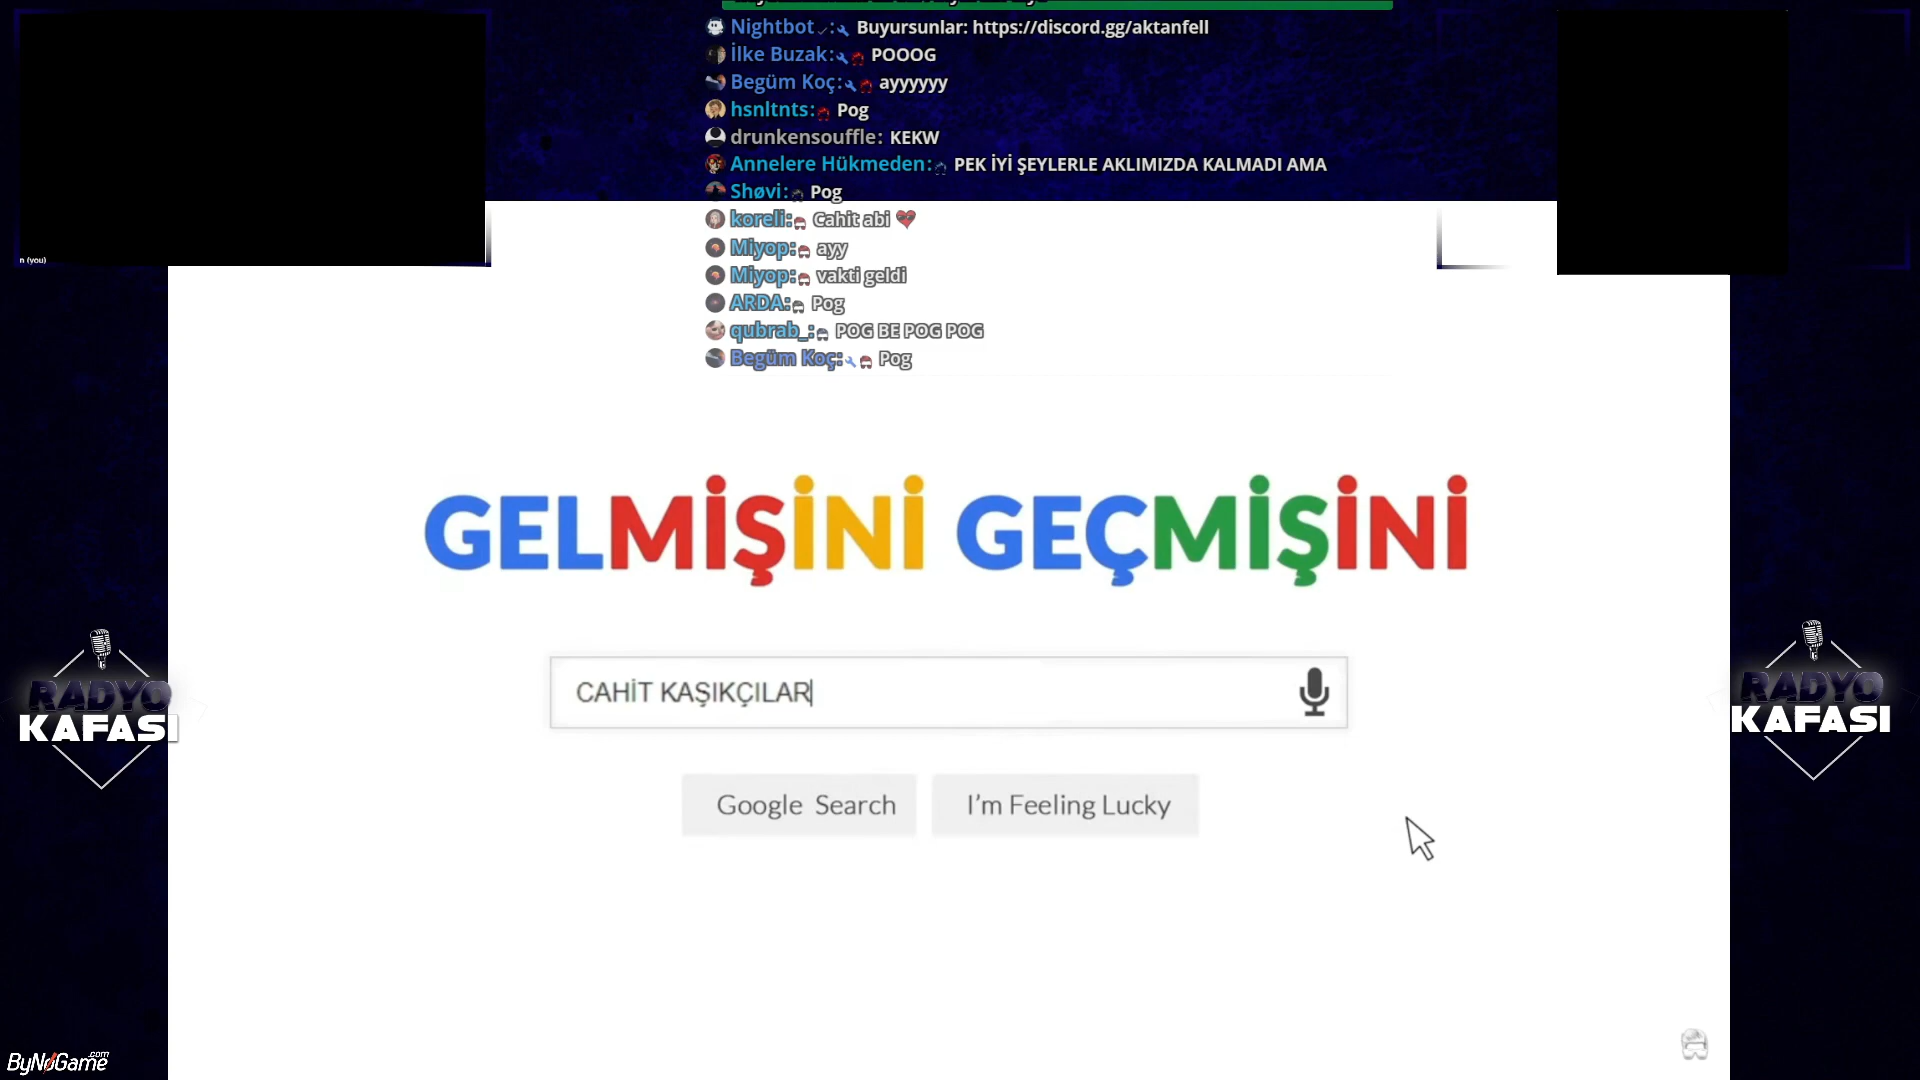 Nightbot: Buyursunlar: https://discord.gg/aktanfell
İlke Buzak: POOOG
Begüm Koç: ayyyyyy
hsnltnts: Pog
drunkensouffle: KEKW
Annelere Hükmeden: PEK İYİ ŞEYLERLE AKLIMIZDA KALMADI AMA
Shøvi: Pog
koreli: Cahit abi
Miyop: ayy
Miyop: vakti geldi
ARDA: Pog
qubrab_: POG BE POG POG
Begüm Koç: Pog
n (you)
GELMİŞİNİ GEÇMİŞİNİ
CAHİT KAŞIKÇILAR
Google Search
I'm Feeling Lucky
RADYO
KAFASI
RADYO
KAFASI
ByNoGame.com